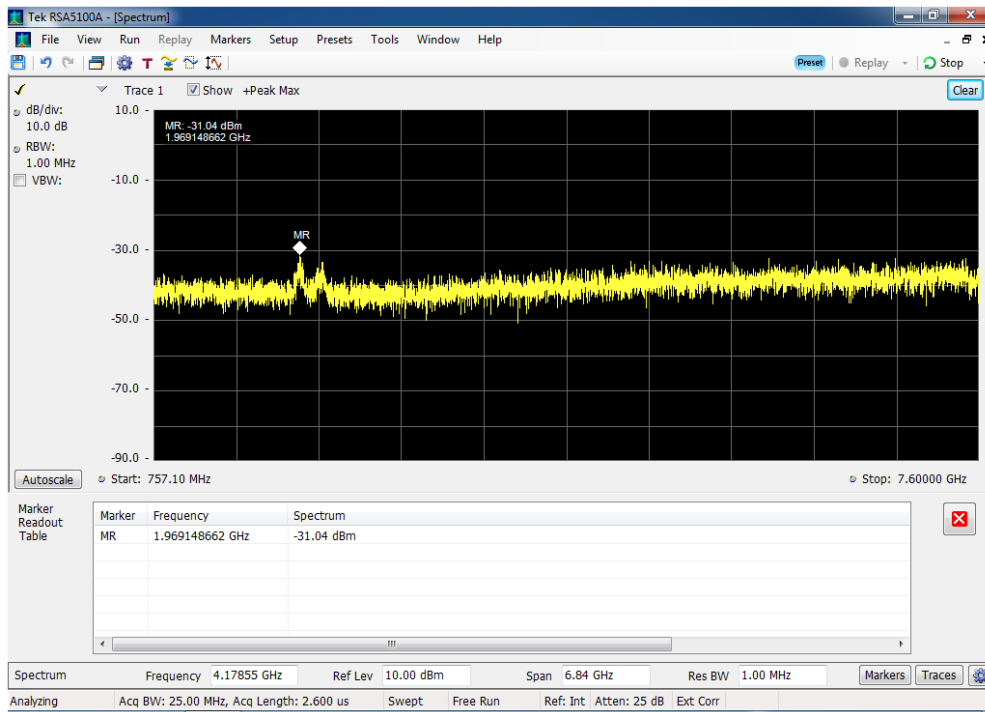 Tek RSA5100A - [Spectrum]
File View Run Replay Markers Setup Presets Tools Window Help
T Preset Replay Stop
Trace 1 Show +Peak Max Clear
dB/div:
10.0 dB
RBW:
1.00 MHz
VBW:
10.0
-10.0
-30.0
-50.0
-70.0
-90.0
MR: -31.04 dBm
1.969148662 GHz
MR
Autoscale Start: 757.10 MHz Stop: 7.60000 GHz
Marker
Readout
Table
Marker Frequency Spectrum
MR 1.969148662 GHz -31.04 dBm
Spectrum Frequency 4.17855 GHz Ref Lev 10.00 dBm Span 6.84 GHz Res BW 1.00 MHz Markers Traces
Analyzing Acq BW: 25.00 MHz, Acq Length: 2.600 us Swept Free Run Ref: Int Atten: 25 dB Ext Corr